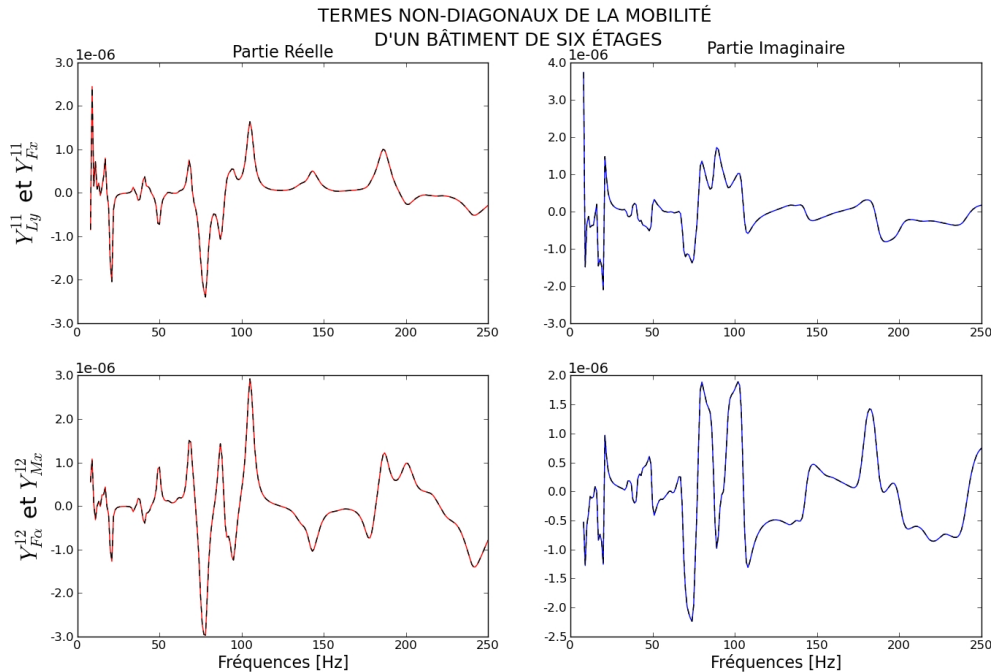 TERMES NON-DIAGONAUX DE LA MOBILITÉ
D'UN BÂTIMENT DE SIX ÉTAGES
Partie Réelle
Partie Imaginaire
1e-06
3.0
2.0
1.0
0.0
-1.0
-2.0
-3.0
0 50 100 150 200 250
Y_{Ly}^{11} et Y_{Fx}^{11}
1e-06
4.0
3.0
2.0
1.0
0.0
-1.0
-2.0
-3.0
0 50 100 150 200 250
1e-06
3.0
2.0
1.0
0.0
-1.0
-2.0
-3.0
0 50 100 150 200 250
Y_{Fα}^{12} et Y_{Mx}^{12}
Fréquences [Hz]
1e-06
2.0
1.5
1.0
0.5
0.0
-0.5
-1.0
-1.5
-2.0
-2.5
0 50 100 150 200 250
Fréquences [Hz]